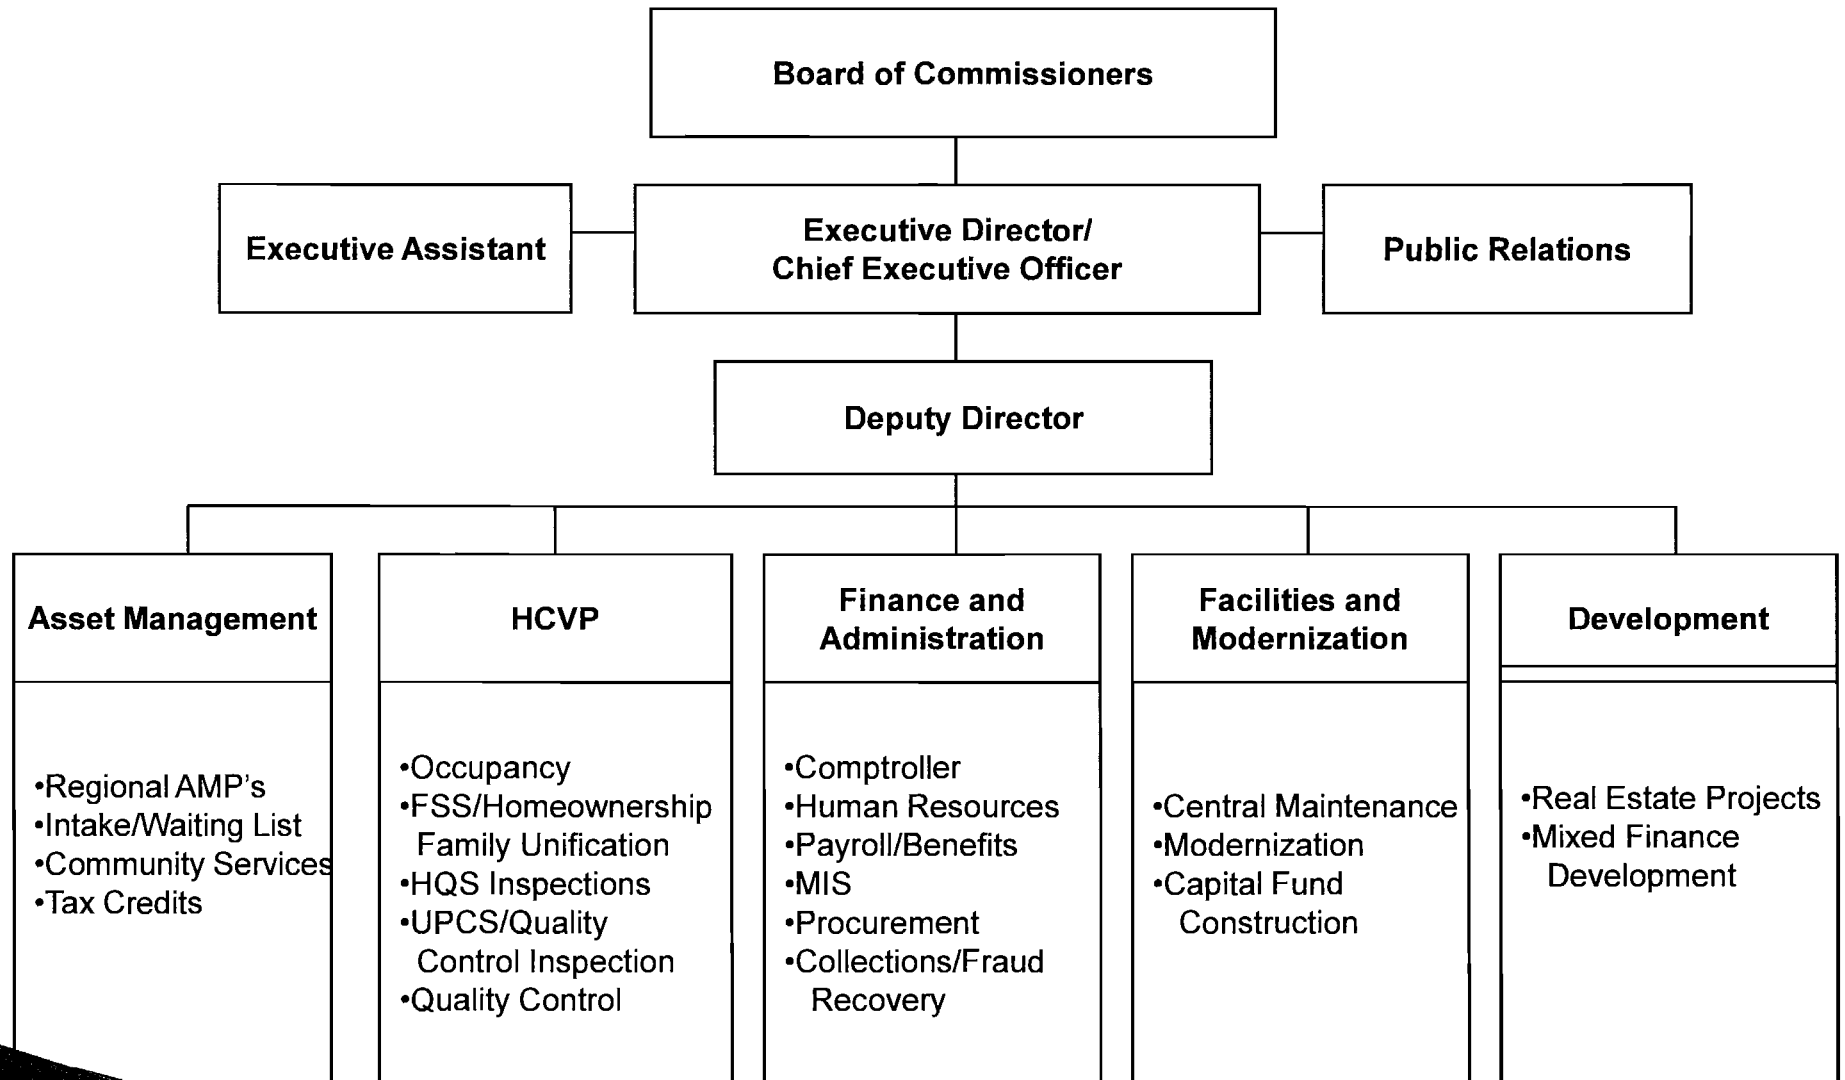 Board of Commissioners
Executive Assistant
Executive Director/
Chief Executive Officer
Public Relations
Deputy Director
Asset Management
•Regional AMP's
•Intake/Waiting List
•Community Services
•Tax Credits
HCVP
•Occupancy
•FSS/Homeownership
Family Unification
•HQS Inspections
•UPCS/Quality
Control Inspection
•Quality Control
Finance and
Administration
•Comptroller
•Human Resources
•Payroll/Benefits
•MIS
•Procurement
•Collections/Fraud
Recovery
Facilities and
Modernization
•Central Maintenance
•Modernization
•Capital Fund
Construction
Development
•Real Estate Projects
•Mixed Finance
Development